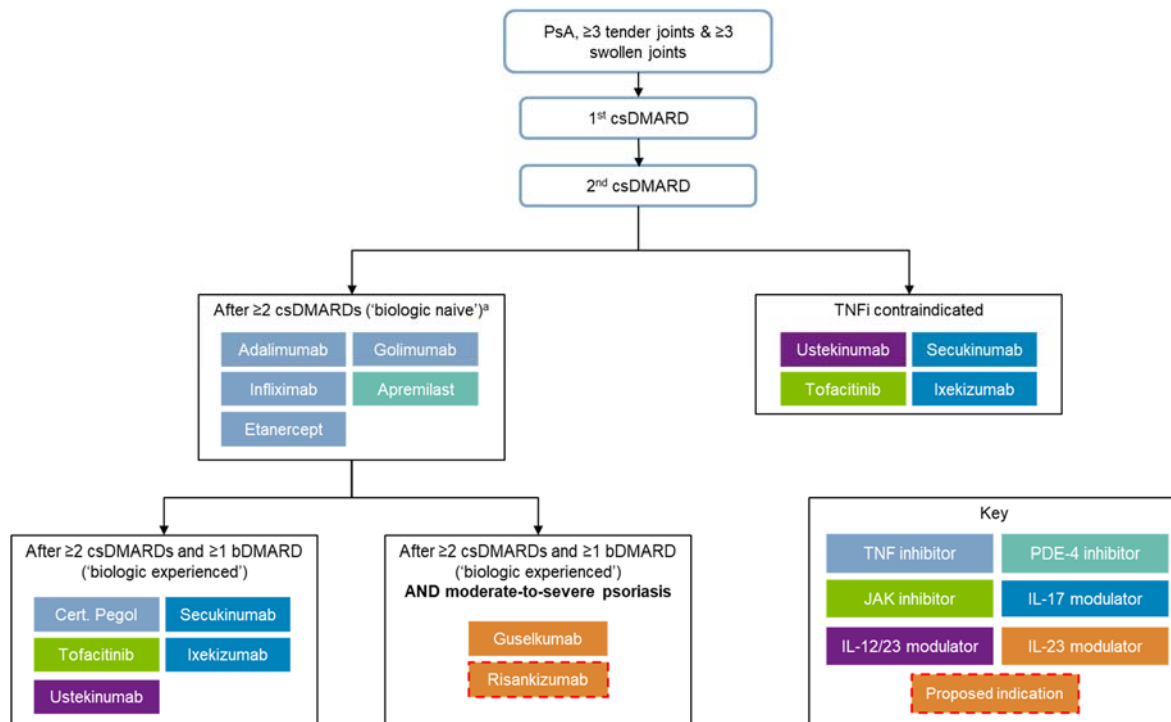 PsA, ≥3 tender joints & ≥3
swollen joints
1st csDMARD
2nd csDMARD
After ≥2 csDMARDs (‘biologic naive’)a
Adalimumab
Golimumab
Infliximab
Apremilast
Etanercept
TNFi contraindicated
Ustekinumab
Secukinumab
Tofacitinib
Ixekizumab
After ≥2 csDMARDs and ≥1 bDMARD
(‘biologic experienced’)
Cert. Pegol
Secukinumab
Tofacitinib
Ixekizumab
Ustekinumab
After ≥2 csDMARDs and ≥1 bDMARD
(‘biologic experienced’)
AND moderate-to-severe psoriasis
Guselkumab
Risankizumab
Key
TNF inhibitor
PDE-4 inhibitor
JAK inhibitor
IL-17 modulator
IL-12/23 modulator
IL-23 modulator
Proposed indication